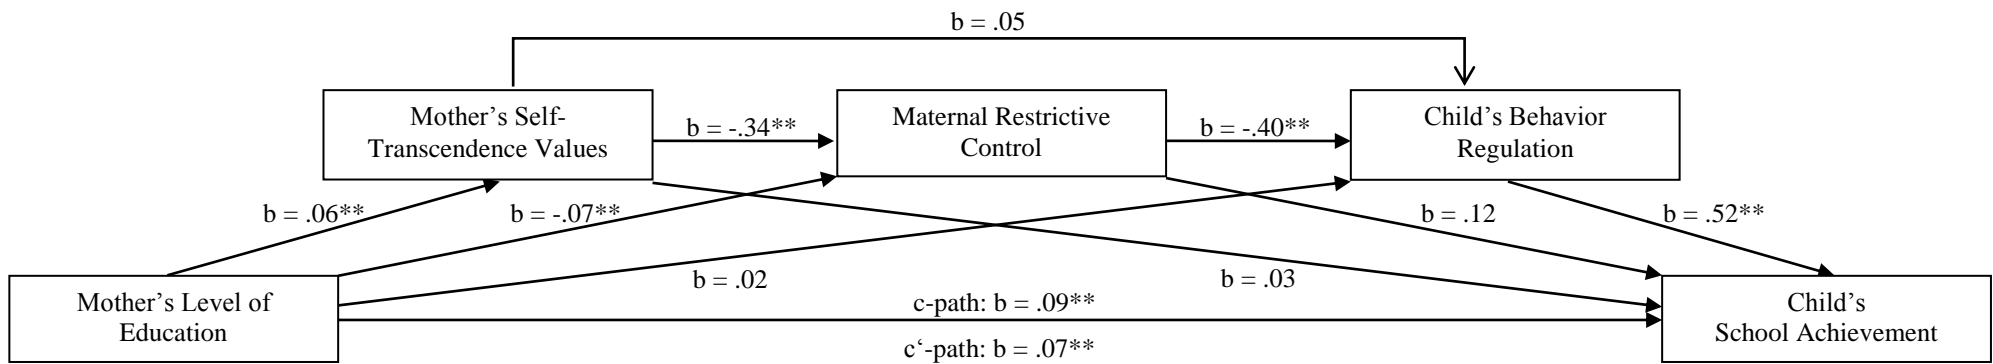 b = .05
Mother’s Self-
Transcendence Values
b = -.34**
Maternal Restrictive
Control
b = -.40**
Child’s Behavior
Regulation
b = .06**
b = -.07**
b = .12
b = .52**
Mother’s Level of
Education
b = .02
b = .03
c-path: b = .09**
c‘-path: b = .07**
Child’s
School Achievement